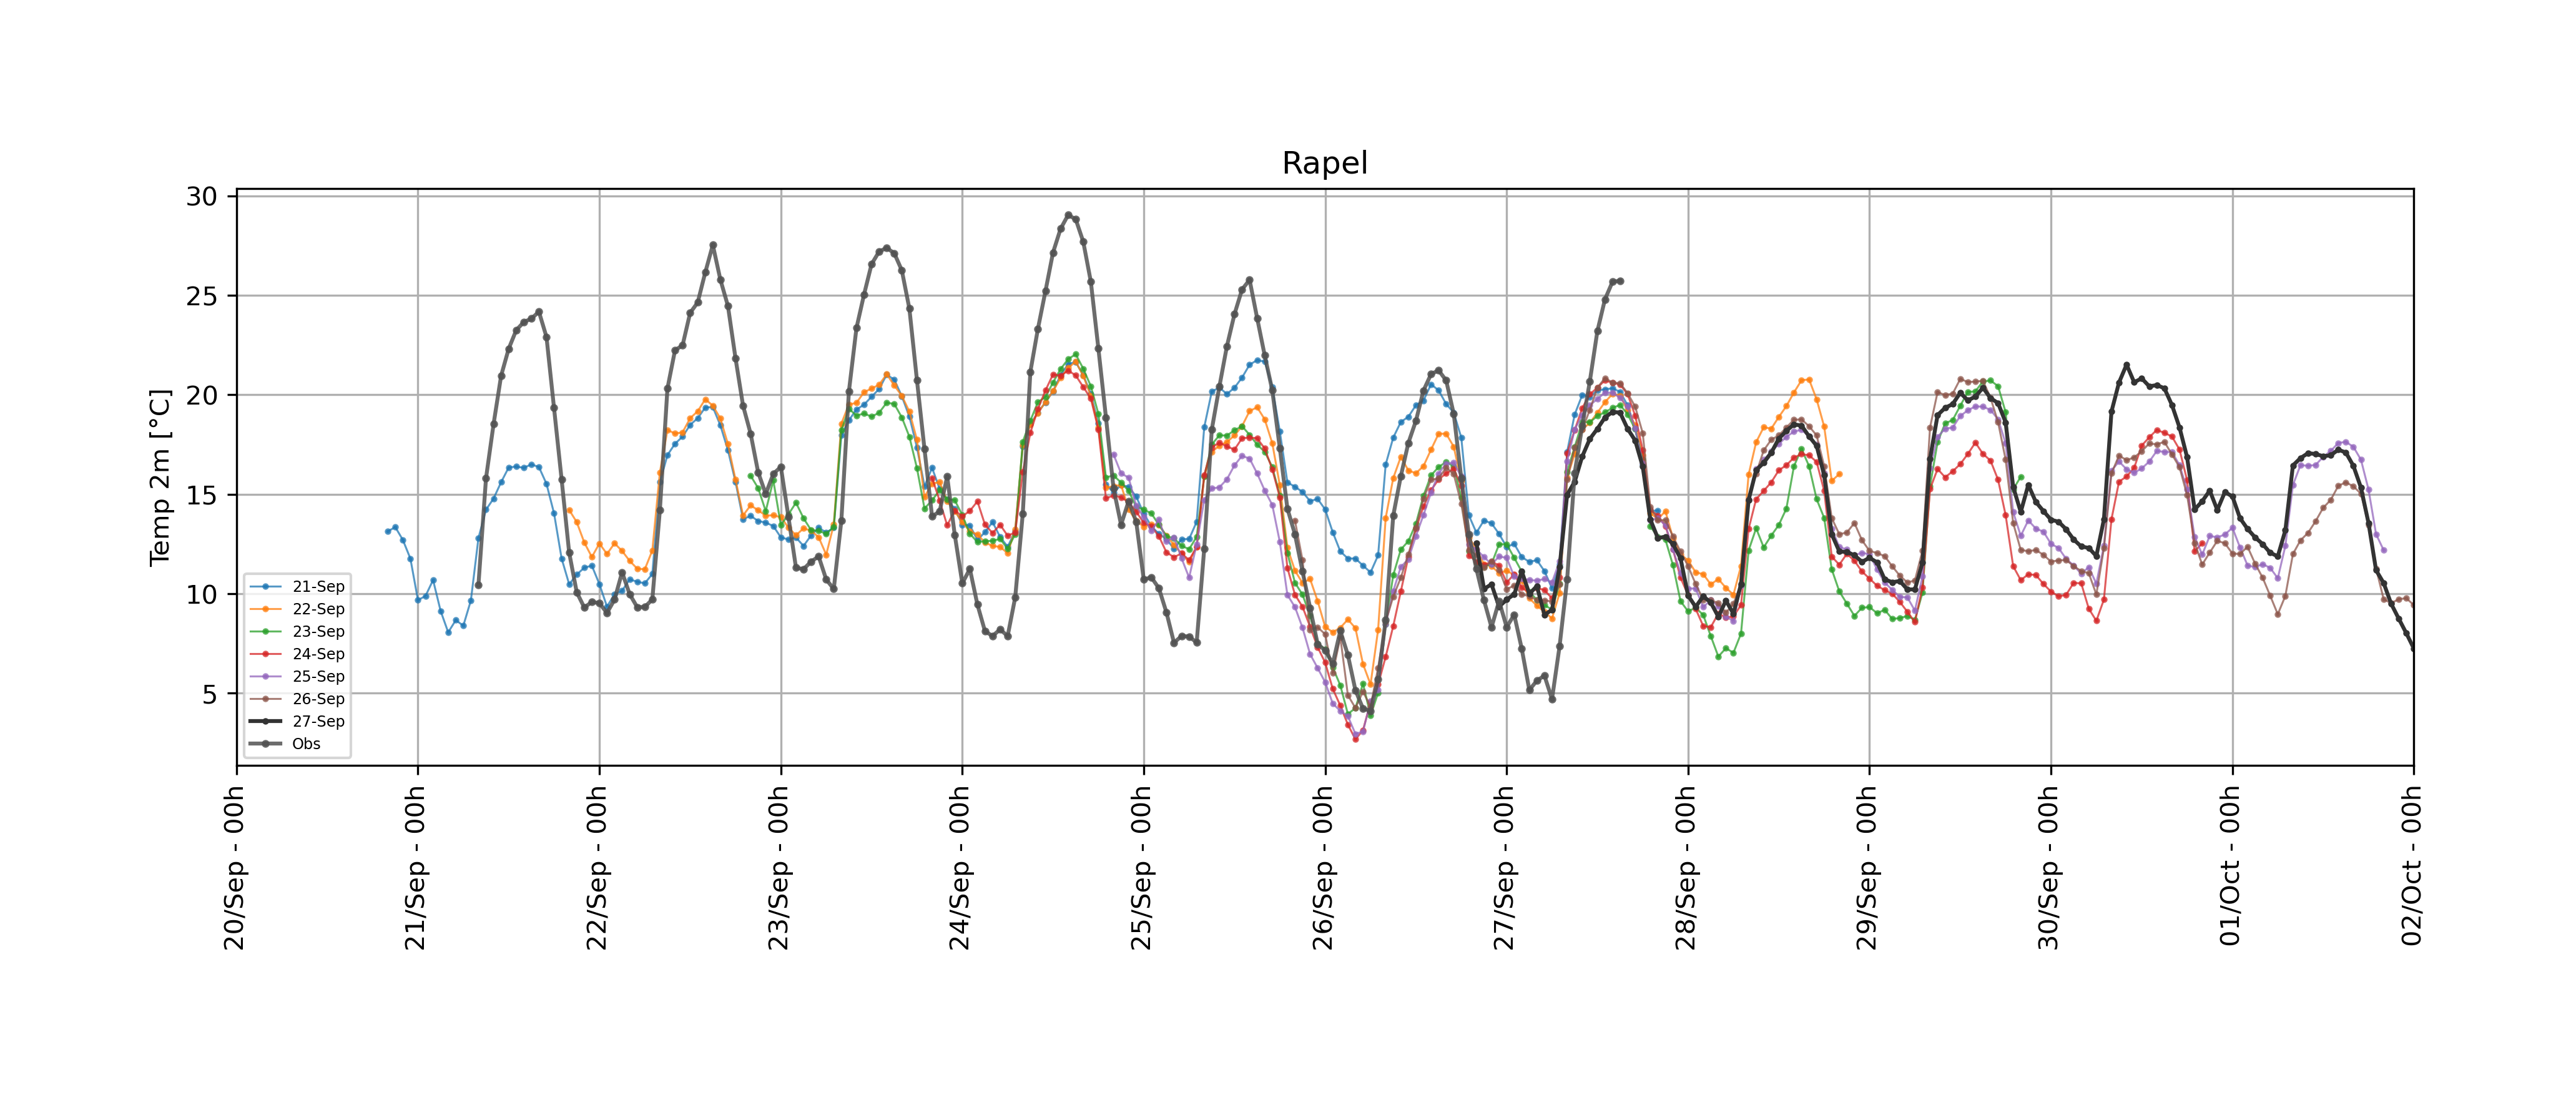 Rapel
Temp 2m [°C]
30
25
20
15
10
5
21-Sep
22-Sep
23-Sep
24-Sep
25-Sep
26-Sep
27-Sep
Obs
20/Sep - 00h
21/Sep - 00h
22/Sep - 00h
23/Sep - 00h
24/Sep - 00h
25/Sep - 00h
26/Sep - 00h
27/Sep - 00h
28/Sep - 00h
29/Sep - 00h
30/Sep - 00h
01/Oct - 00h
02/Oct - 00h